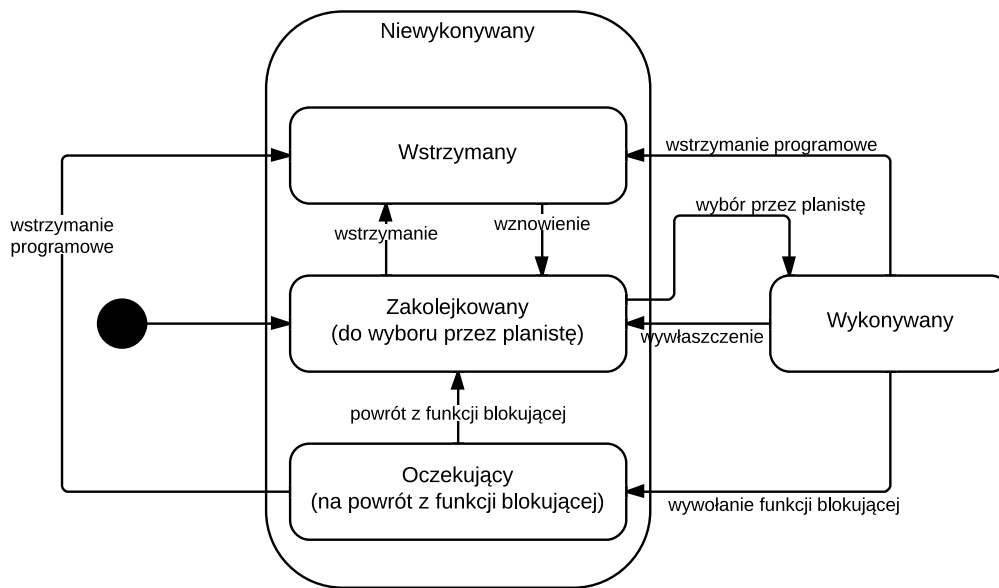 Niewykonywany
Wstrzymany
wstrzymanie programowe
wybór przez planistę
wstrzymanie
programowe
wstrzymanie
wznowienie
Zakolejkowany
(do wyboru przez planistę)
Wykonywany
wywłaszczenie
powrót z funkcji blokującej
Oczekujący
(na powrót z funkcji blokującej)
wywołanie funkcji blokującej